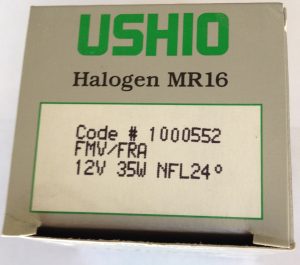 USHIO
Halogen MR16
Code # 1000552
FMV/FRA
12V 35W NFL24°